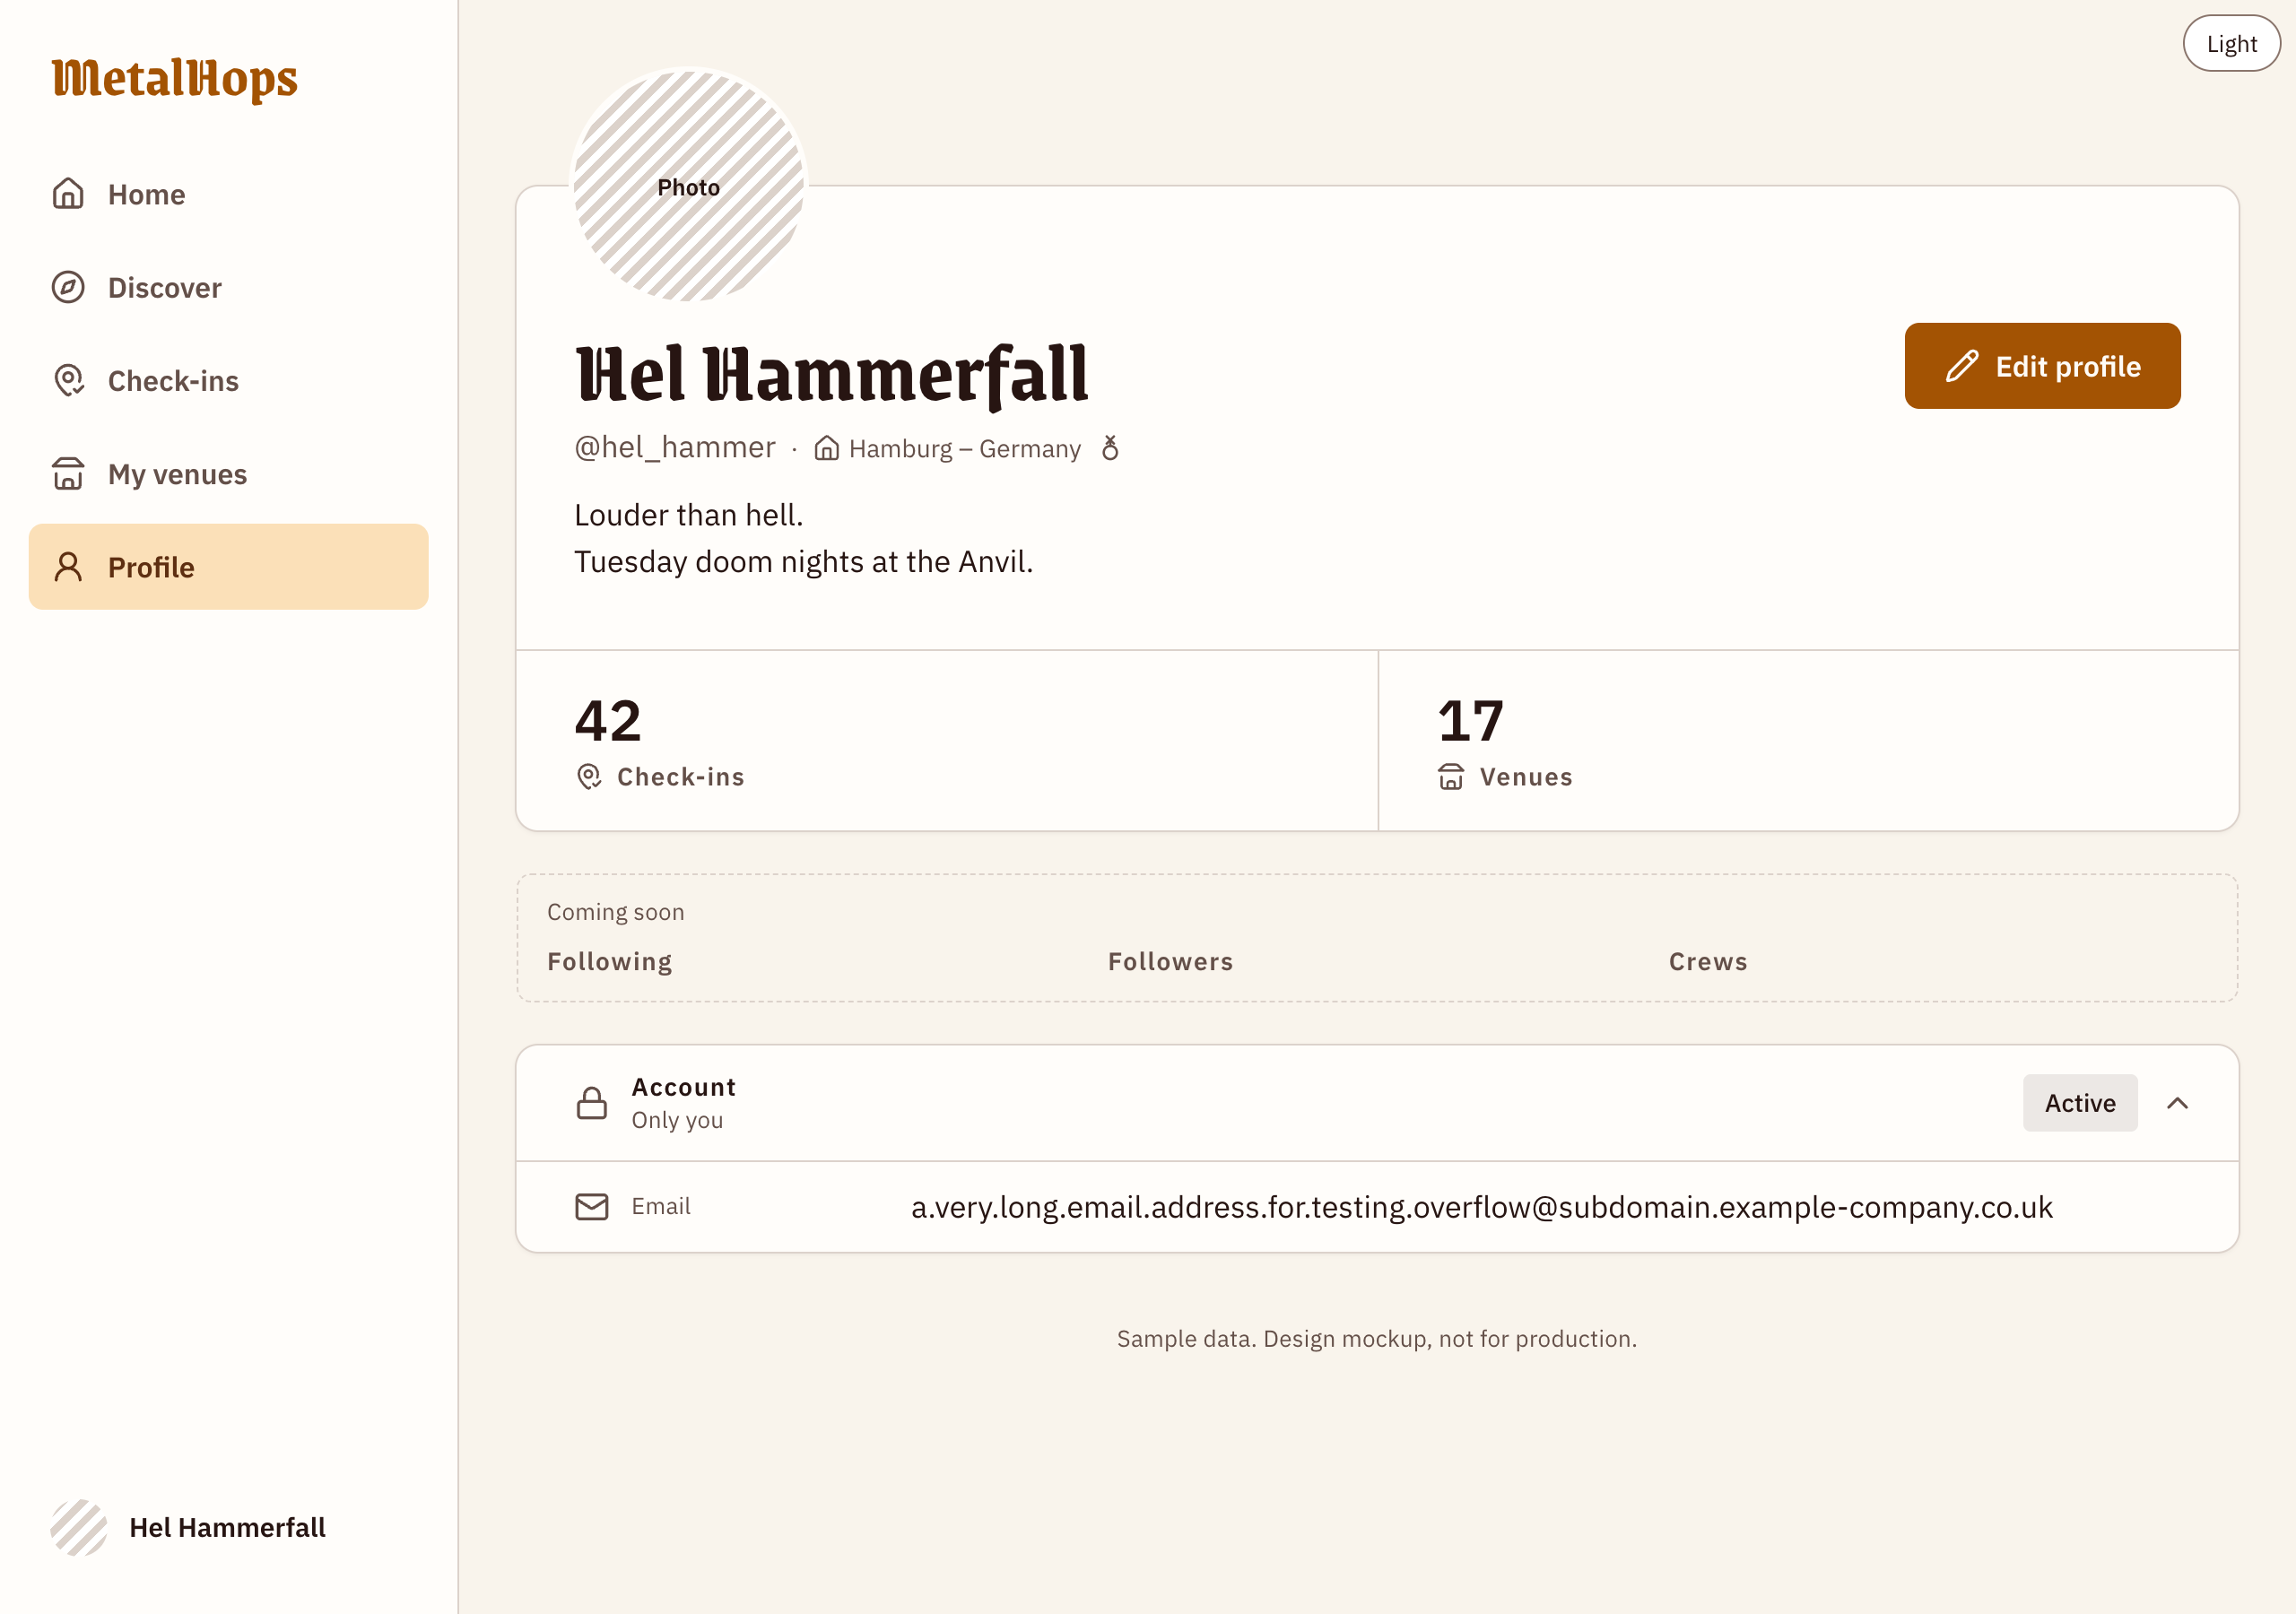 MetalHops
Home
Discover
Check-ins
My venues
Profile
Hel Hammerfall
Light
Photo
Hel Hammerfall
Edit profile
@hel_hammer · Hamburg – Germany
Louder than hell.
Tuesday doom nights at the Anvil.
42
Check-ins
17
Venues
Coming soon
Following
Followers
Crews
Account
Only you
Active
Email
a.very.long.email.address.for.testing.overflow@subdomain.example-company.co.uk
Sample data. Design mockup, not for production.